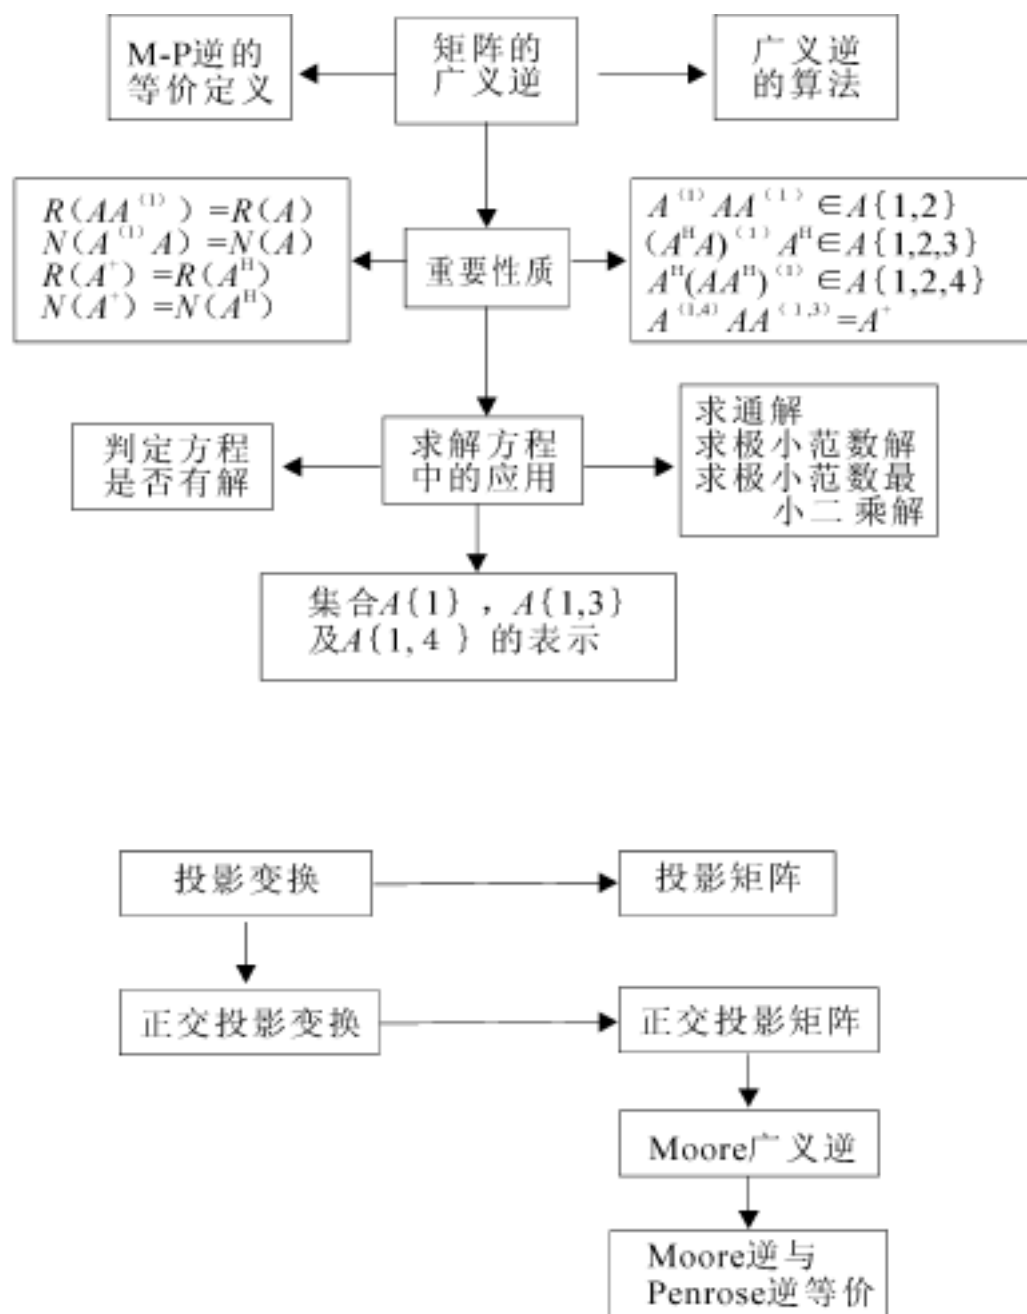 M-P逆的
等价定义
矩阵的
广义逆
广义逆
的算法
R(AA⁽¹⁾)=R(A)
N(A⁽¹⁾A)=N(A)
R(A⁺)=R(Aᴴ)
N(A⁺)=N(Aᴴ)
重要性质
A⁽¹⁾AA⁽¹⁾∈A{1,2}
(AᴴA)⁽¹⁾Aᴴ∈A{1,2,3}
Aᴴ(AAᴴ)⁽¹⁾∈A{1,2,4}
A⁽¹,⁴⁾AA⁽¹,³⁾=A⁺
判定方程
是否有解
求解方程
中的应用
求通解
求极小范数解
求极小范数最
小二乘解
集合A{1}，A{1,3}
及A{1,4}的表示
投影变换
投影矩阵
正交投影变换
正交投影矩阵
Moore广义逆
Moore逆与
Penrose逆等价